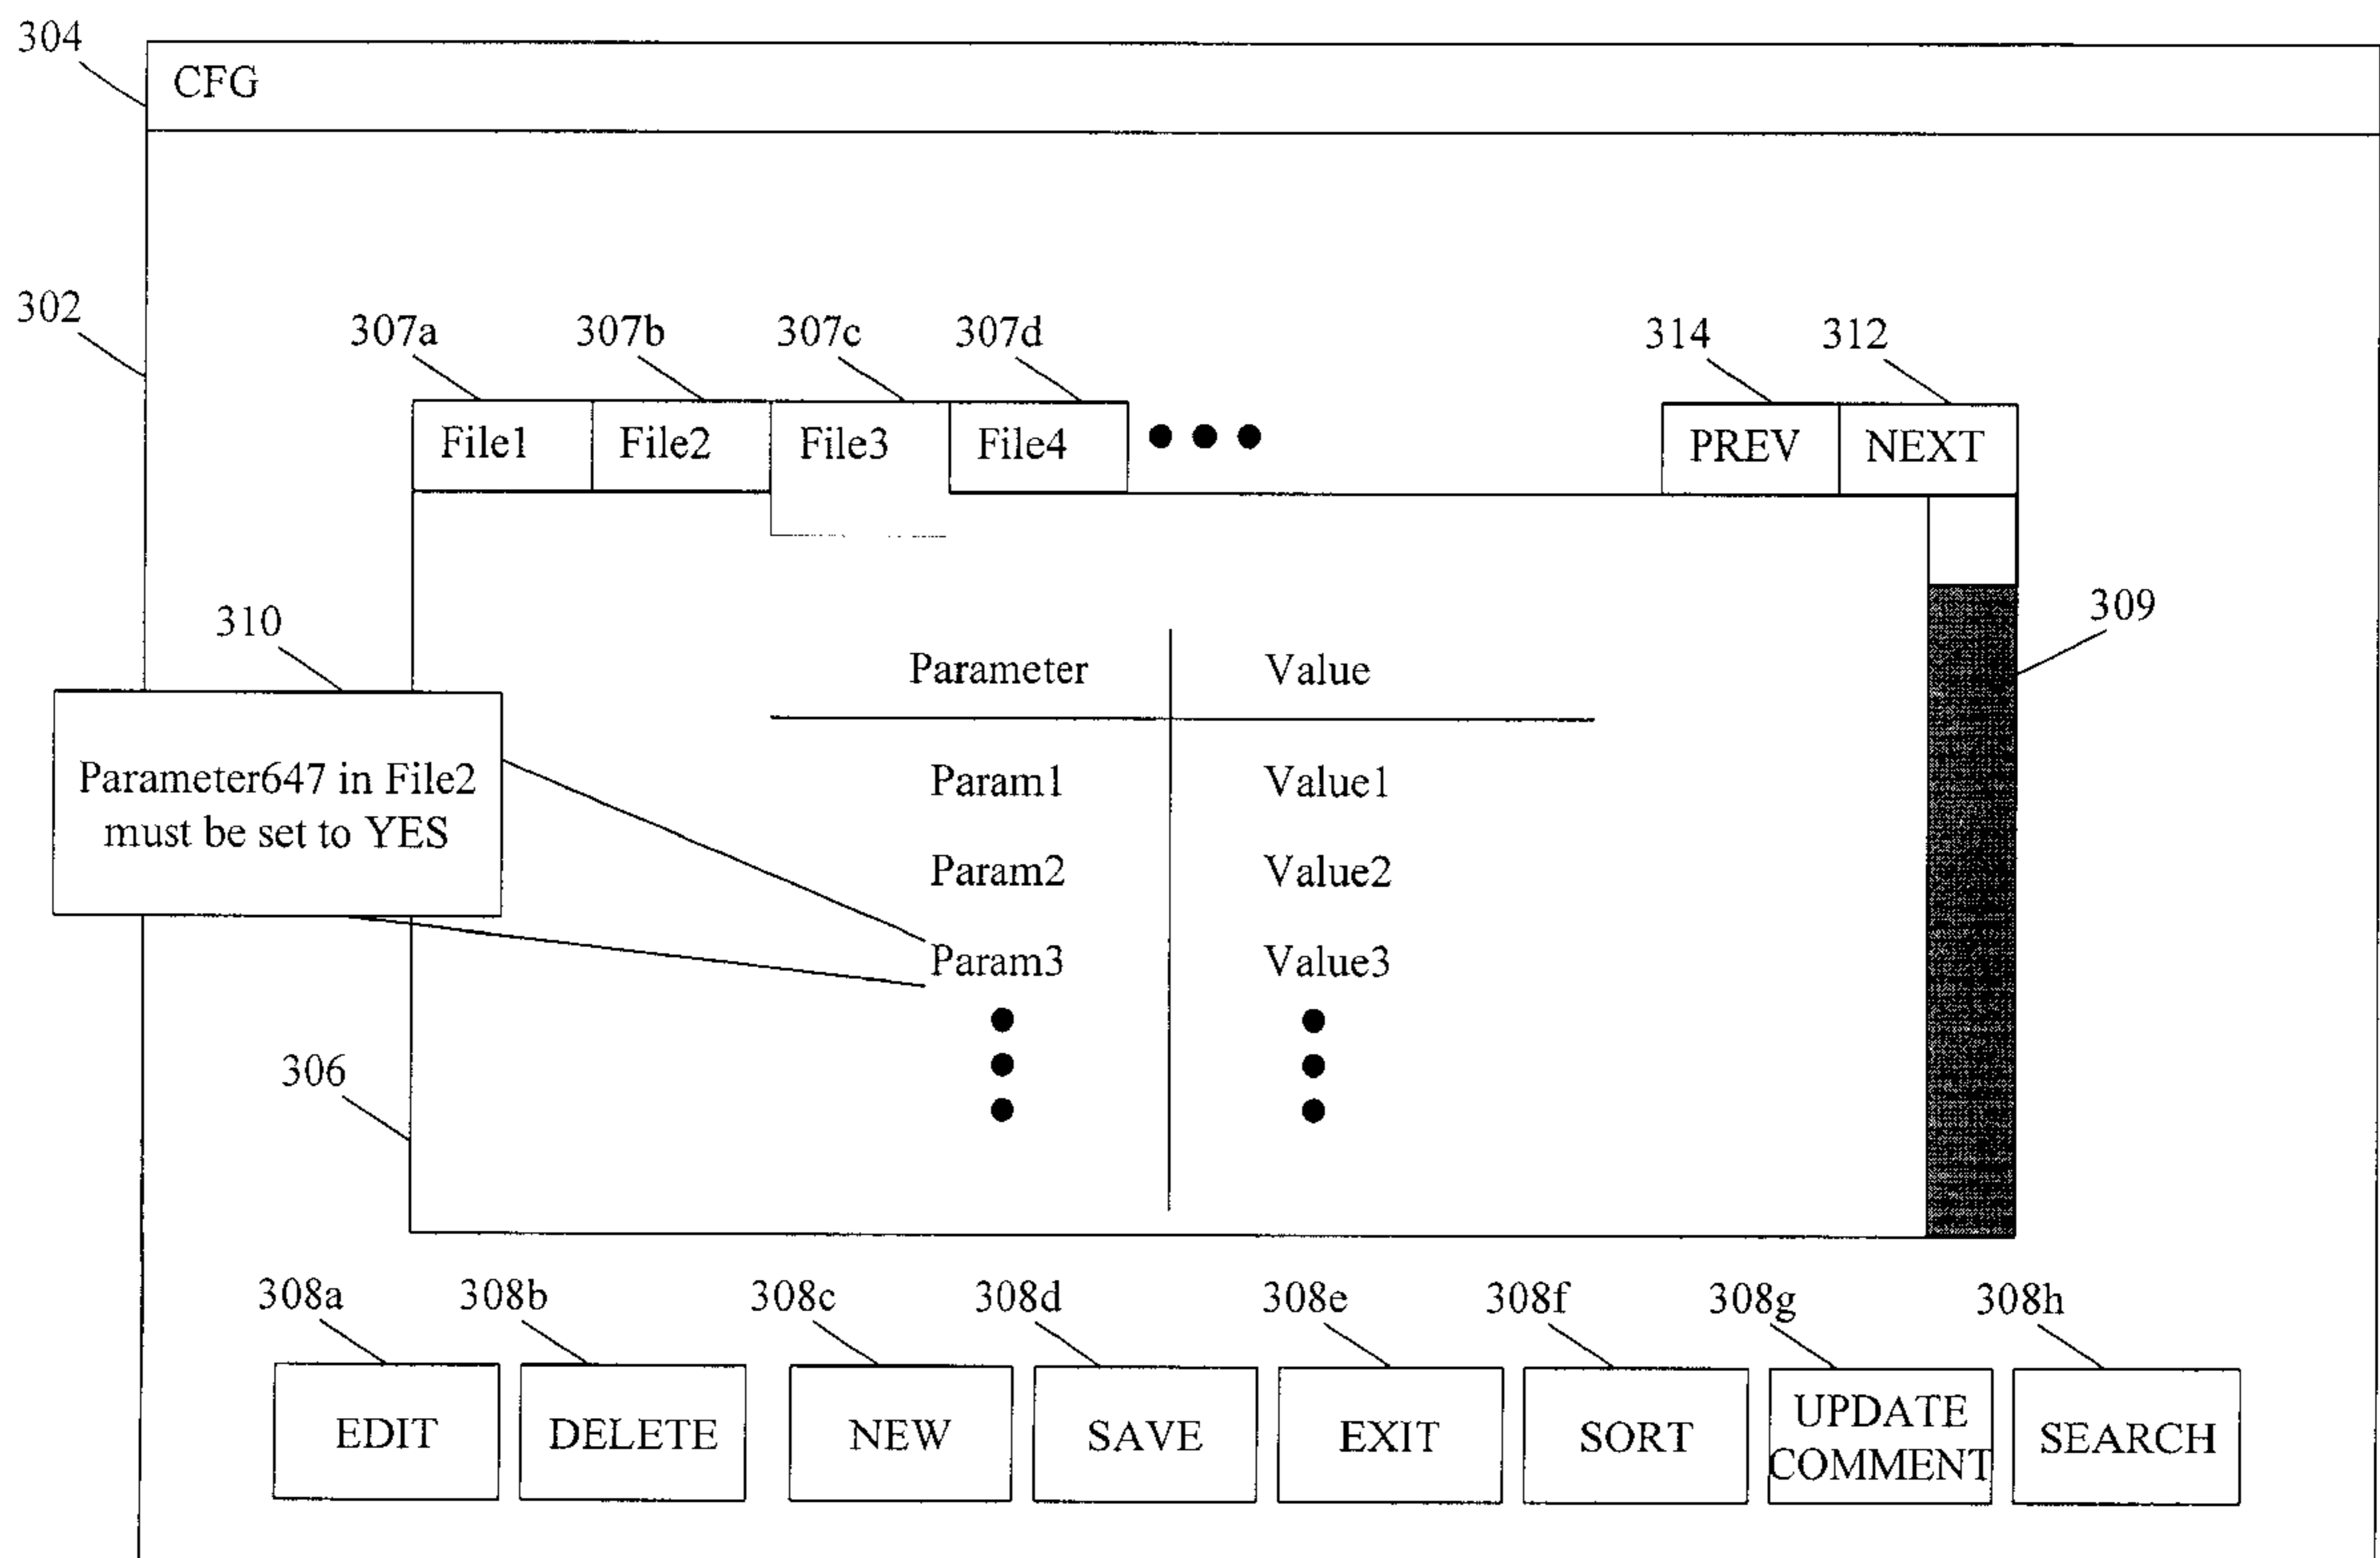 304
CFG
302
307a 307b 307c 307d 314 312
File1 File2 File3 File4 PREV NEXT
310
309
Parameter Value
Parameter647 in File2
must be set to YES
Param1 Value1
Param2 Value2
Param3 Value3
306
308a 308b 308c 308d 308e 308f 308g 308h
EDIT DELETE NEW SAVE EXIT SORT UPDATE COMMENT SEARCH